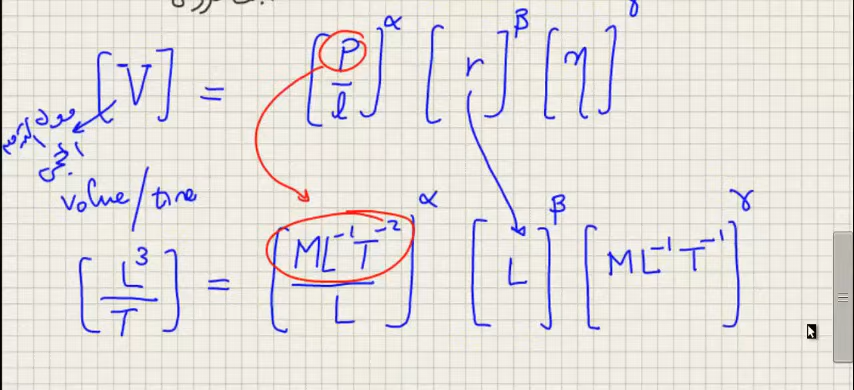 [V] = [P/l]^α [r]^β [η]^γ
volume/time
[L³/T] = [ML⁻¹T⁻²/L]^α [L]^β [ML⁻¹T⁻¹]^γ